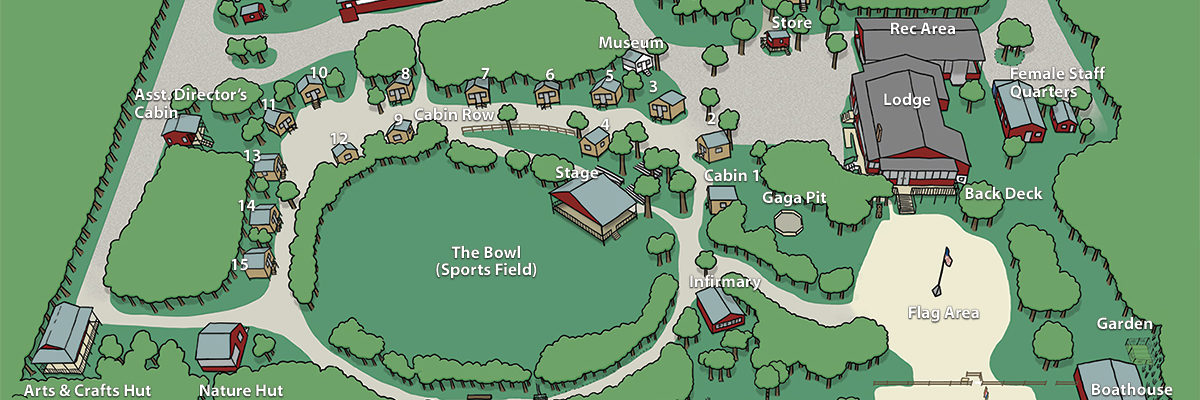 Store
Rec Area
Museum
Lodge
Female Staff
Quarters
10
8
7
6
5
3
Asst. Director's
Cabin
11
9
Cabin Row
2
4
12
13
Stage
Cabin 1
Gaga Pit
Back Deck
14
15
The Bowl
(Sports Field)
Infirmary
Flag Area
Garden
Arts & Crafts Hut
Nature Hut
Boathouse